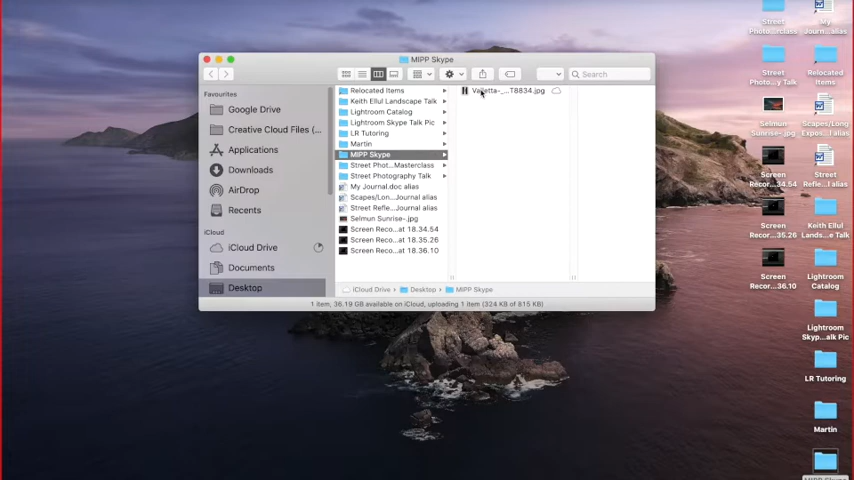 MIPP Skype
Search
Favourites
Google Drive
Creative Cloud Files (...
Applications
Downloads
AirDrop
Recents
iCloud
iCloud Drive
Documents
Desktop
Relocated Items
Keith Ellul Landscape Talk
Lightroom Catalog
Lightroom Skype Talk Pic
LR Tutoring
Martin
MIPP Skype
Street Phot...Masterclass
Street Photography Talk
My Journal.doc alias
Scapes/Lon...Journal alias
Street Refle...Journal alias
Selmun Sunrise-.jpg
Screen Reco...at 18.34.54
Screen Reco...at 18.35.26
Screen Reco...at 18.36.10
Valletta-_...T8834.jpg
iCloud Drive
Desktop
MIPP Skype
1 item, 36.19 GB available on iCloud, uploading 1 item (324 KB of 815 KB)
Street
Photo...rclass
My
Journ...alias
Street
Phot...y Talk
Relocated
Items
Selmun
Sunrise-.jpg
Scapes/Long
Expos...l alias
Screen
Recor...34.54
Street
Refle...l alias
Screen
Recor...35.26
Keith Ellul
Lands...e Talk
Screen
Recor...36.10
Lightroom
Catalog
Lightroom
Skyp...alk Pic
LR Tutoring
Martin
MIPP Skype